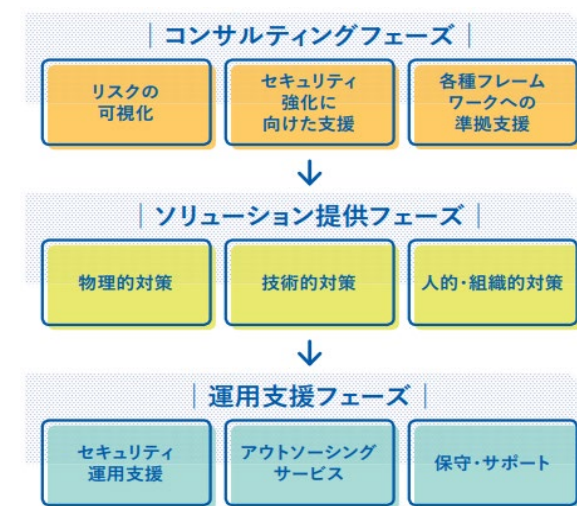 コンサルティングフェーズ
リスクの
可視化
セキュリティ
強化に
向けた支援
各種フレーム
ワークへの
準拠支援
ソリューション提供フェーズ
物理的対策
技術的対策
人的・組織的対策
運用支援フェーズ
セキュリティ
運用支援
アウトソーシング
サービス
保守・サポート